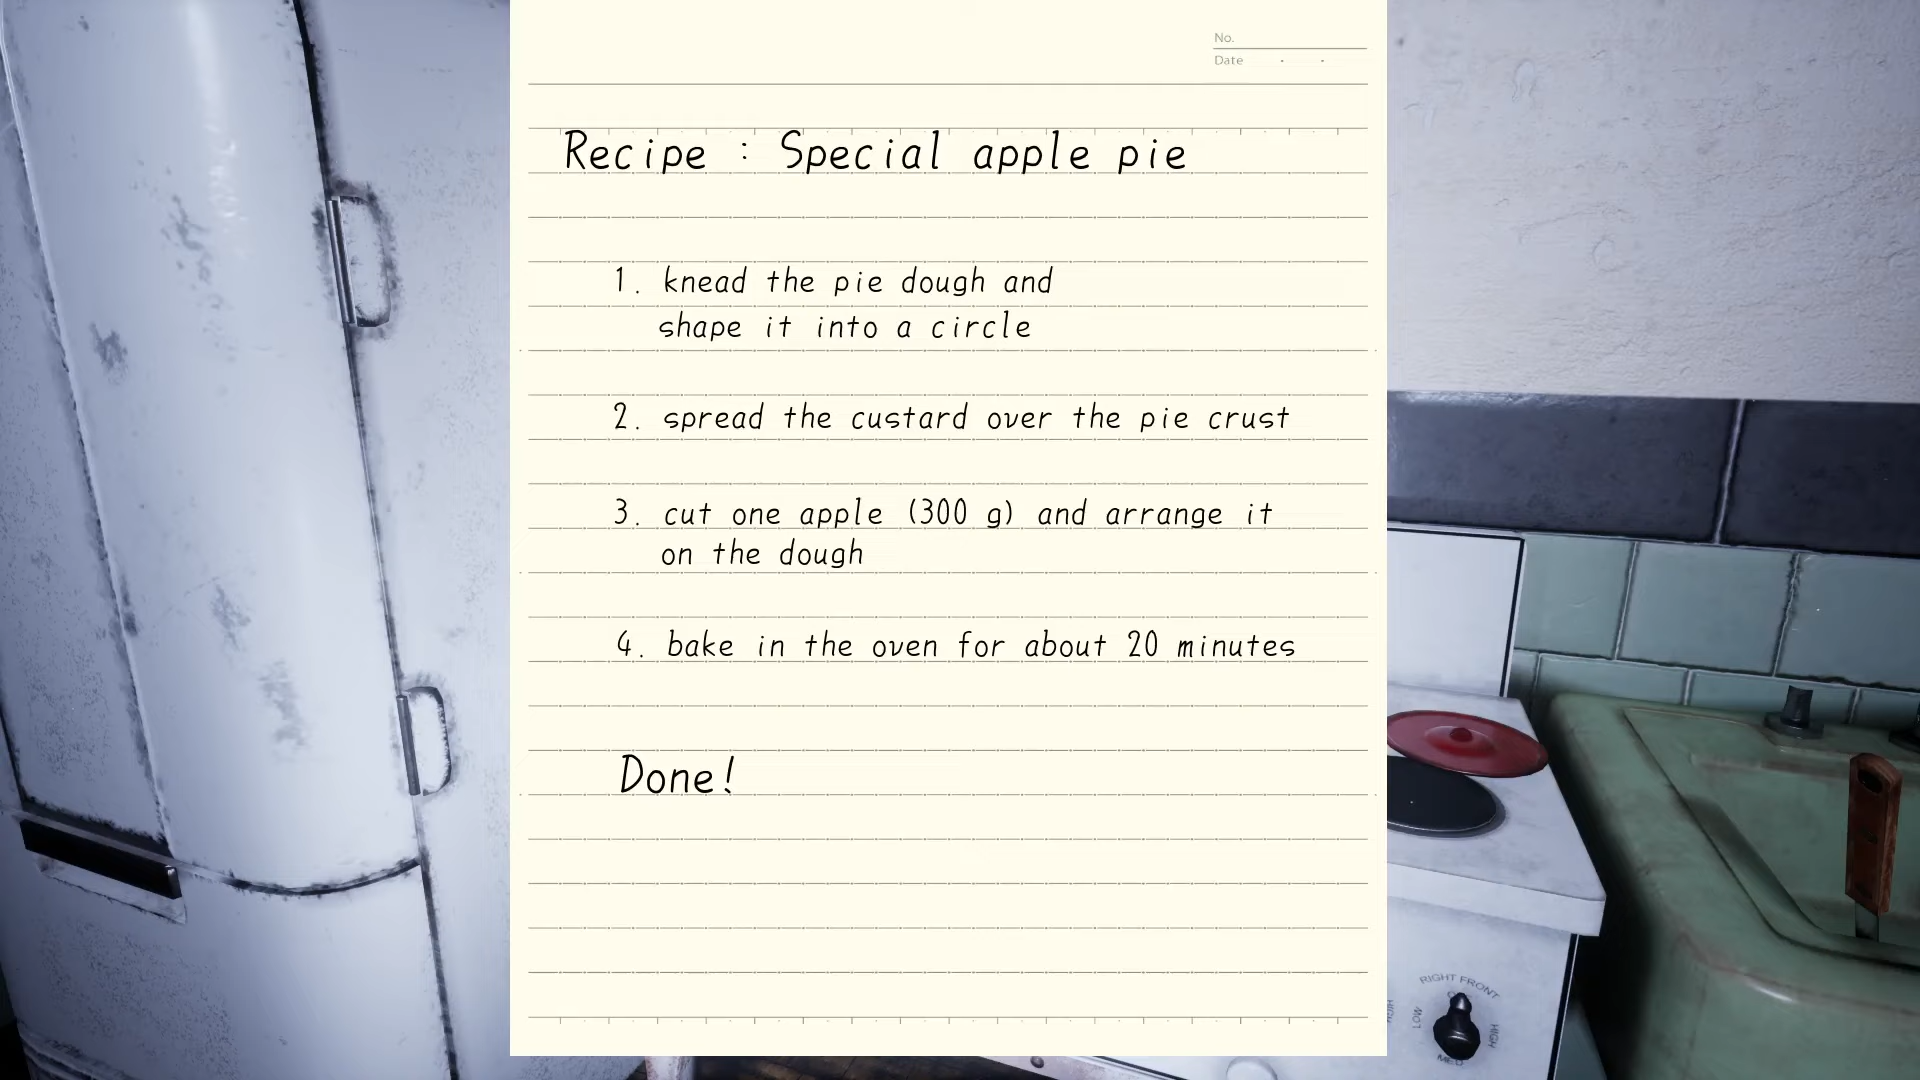 No.
Date
Recipe : Special apple pie
1. knead the pie dough and
shape it into a circle
2. spread the custard over the pie crust
3. cut one apple (300 g) and arrange it
on the dough
4. bake in the oven for about 20 minutes
Done!
RIGHT FRONT
LOW
HIGH
MED
HIGH